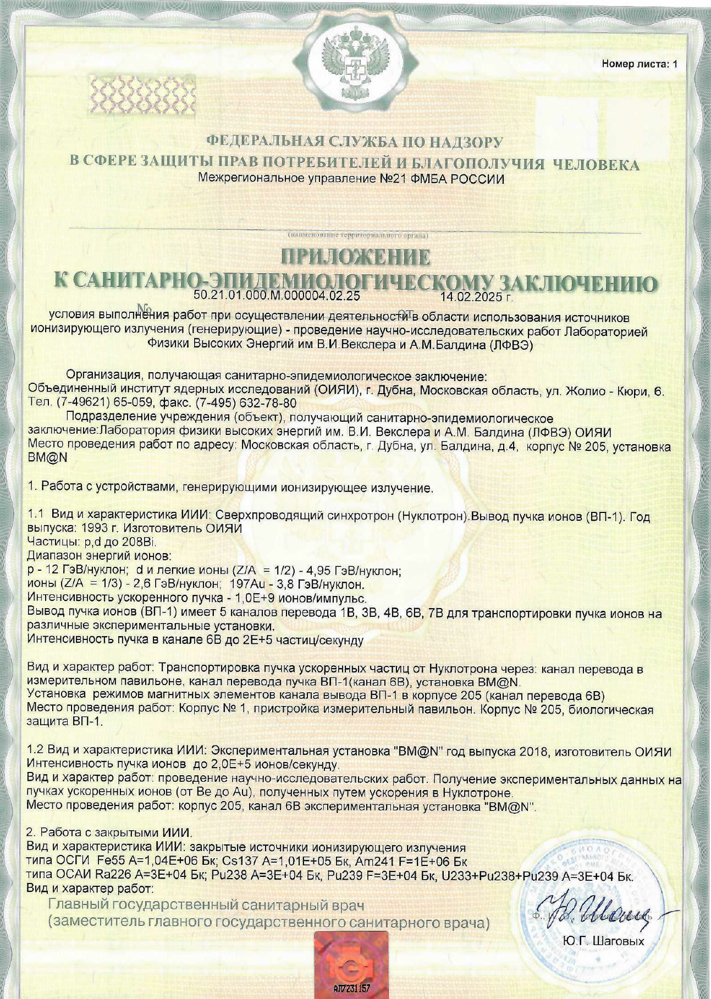 Номер листа: 1
ФЕДЕРАЛЬНАЯ СЛУЖБА ПО НАДЗОРУ
В СФЕРЕ ЗАЩИТЫ ПРАВ ПОТРЕБИТЕЛЕЙ И БЛАГОПОЛУЧИЯ ЧЕЛОВЕКА
Межрегиональное управление №21 ФМБА РОССИИ
(наименование территориального органа)
ПРИЛОЖЕНИЕ
К САНИТАРНО-ЭПИДЕМИОЛОГИЧЕСКОМУ ЗАКЛЮЧЕНИЮ
№ 50.21.01.000.М.000004.02.25 от 14.02.2025 г.
условия выполнения работ при осуществлении деятельности в области использования источников
ионизирующего излучения (генерирующие) - проведение научно-исследовательских работ Лабораторией
Физики Высоких Энергий им В.И.Векслера и А.М.Балдина (ЛФВЭ)
Организация, получающая санитарно-эпидемиологическое заключение:
Объединенный институт ядерных исследований (ОИЯИ), г. Дубна, Московская область, ул. Жолио - Кюри, 6.
Тел. (7-49621) 65-059, факс. (7-495) 632-78-80
Подразделение учреждения (объект), получающий санитарно-эпидемиологическое
заключение:Лаборатория физики высоких энергий им. В.И. Векслера и А.М. Балдина (ЛФВЭ) ОИЯИ
Место проведения работ по адресу: Московская область, г. Дубна, ул. Балдина, д.4, корпус № 205, установка
BM@N
1. Работа с устройствами, генерирующими ионизирующее излучение.
1.1 Вид и характеристика ИИИ: Сверхпроводящий синхротрон (Нуклотрон).Вывод пучка ионов (ВП-1). Год
выпуска: 1993 г. Изготовитель ОИЯИ
Частицы: p,d до 208Bi.
Диапазон энергий ионов:
p - 12 ГэВ/нуклон; d и легкие ионы (Z/A = 1/2) - 4,95 ГэВ/нуклон;
ионы (Z/A = 1/3) - 2,6 ГэВ/нуклон; 197Au - 3,8 ГэВ/нуклон.
Интенсивность ускоренного пучка - 1,0Е+9 ионов/импульс.
Вывод пучка ионов (ВП-1) имеет 5 каналов перевода 1В, 3В, 4В, 6В, 7В для транспортировки пучка ионов на
различные экспериментальные установки.
Интенсивность пучка в канале 6В до 2Е+5 частиц/секунду
Вид и характер работ: Транспортировка пучка ускоренных частиц от Нуклотрона через: канал перевода в
измерительном павильоне, канал перевода пучка ВП-1(канал 6В), установка BM@N.
Установка режимов магнитных элементов канала вывода ВП-1 в корпусе 205 (канал перевода 6В)
Место проведения работ: Корпус № 1, пристройка измерительный павильон. Корпус № 205, биологическая
защита ВП-1.
1.2 Вид и характеристика ИИИ: Экспериментальная установка "BM@N" год выпуска 2018, изготовитель ОИЯИ
Интенсивность пучка ионов до 2,0Е+5 ионов/секунду.
Вид и характер работ: проведение научно-исследовательских работ. Получение экспериментальных данных на
пучках ускоренных ионов (от Be до Au), полученных путем ускорения в Нуклотроне.
Место проведения работ: корпус 205, канал 6В экспериментальная установка "BM@N".
2. Работа с закрытыми ИИИ.
Вид и характеристика ИИИ: закрытые источники ионизирующего излучения
типа ОСГИ Fe55 A=1,04E+06 Бк; Cs137 A=1,01E+05 Бк, Am241 F=1E+06 Бк
типа ОСАИ Ra226 A=3E+04 Бк; Pu238 A=3E+04 Бк, Pu239 F=3E+04 Бк, U233+Pu238+Pu239 A=3E+04 Бк.
Вид и характер работ:
Главный государственный санитарный врач
(заместитель главного государственного санитарного врача)
Ю.Г. Шаговых
АЛ7231157